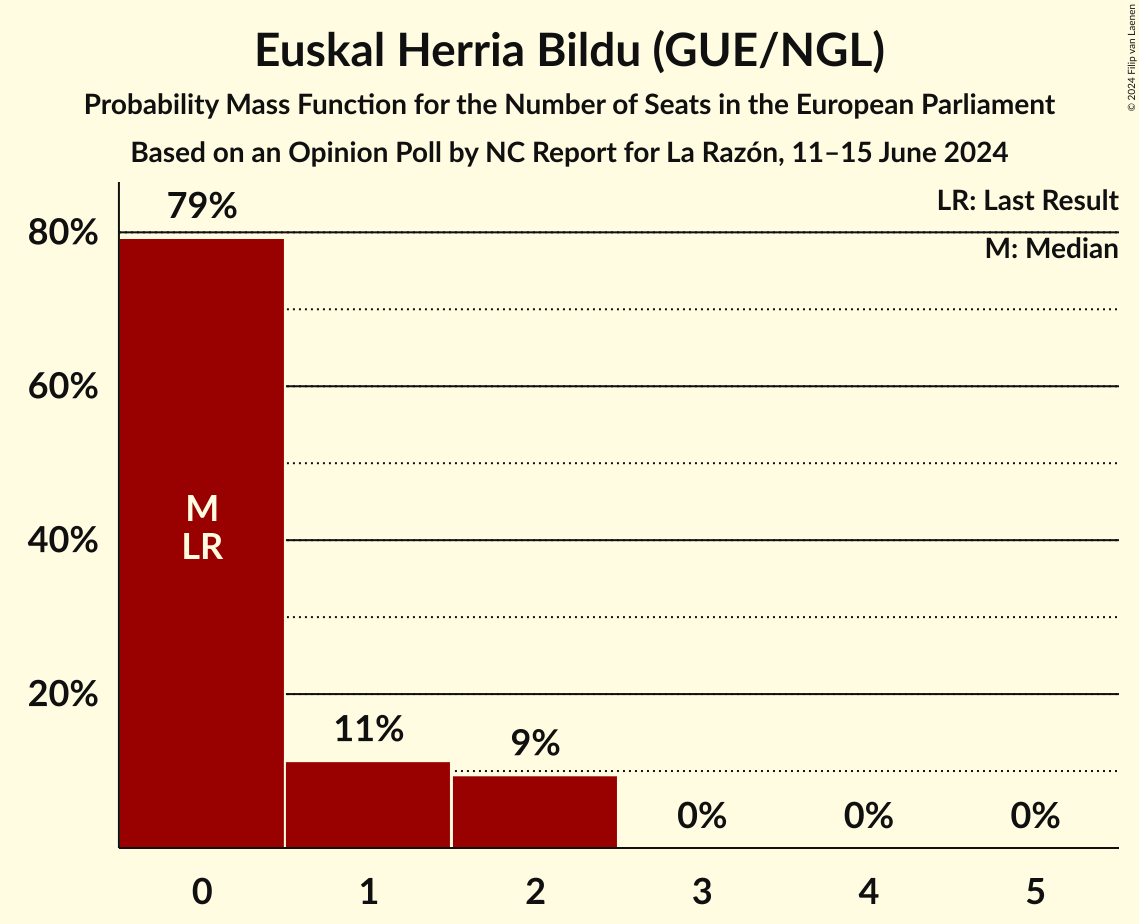 Euskal Herria Bildu (GUE/NGL)
Probability Mass Function for the Number of Seats in the European Parliament
Based on an Opinion Poll by NC Report for La Razón, 11–15 June 2024
© 2024 Filip van Laenen
LR: Last Result
M: Median
80%
60%
40%
20%
79%
M
LR
11%
9%
0%
0%
0%
0
1
2
3
4
5